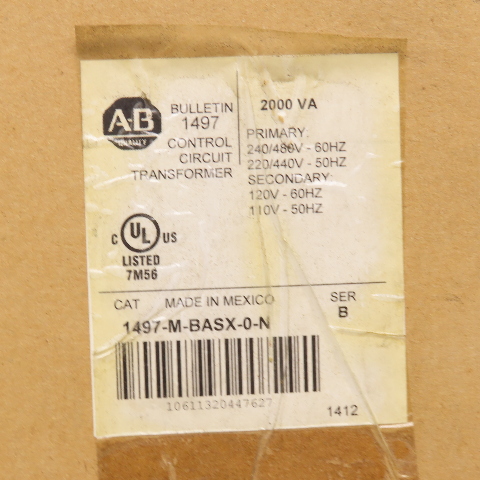 A-B
QUALITY
BULLETIN
1497
CONTROL
CIRCUIT
TRANSFORMER
2000 VA
PRIMARY:
240/480V - 60HZ
220/440V - 50HZ
SECONDARY:
120V - 60HZ
110V - 50HZ
C UL US
LISTED
7M56
CAT MADE IN MEXICO SER
1497-M-BASX-0-N B
10611320447627
1412